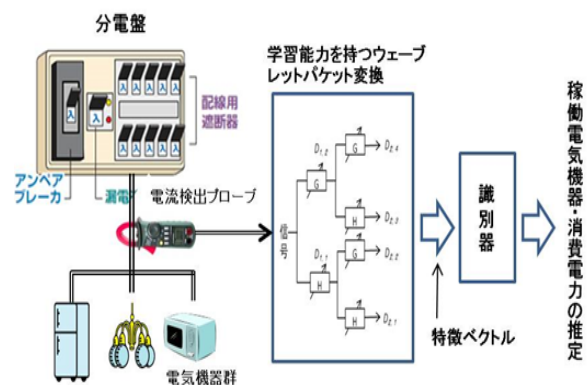 分電盤
入
入
入
入
入
入
入
入
入
入
入
入
配線用
遮断器
アンペア
ブレーカ
漏電
電流検出プローブ
電気機器群
学習能力を持つウェーブ
レットパケット変換
信号
G
H
D1,2
D1,1
G
H
G
H
D2,4
D2,3
D2,2
D2,1
特徴ベクトル
識別器
稼働電気機器・消費電力の推定